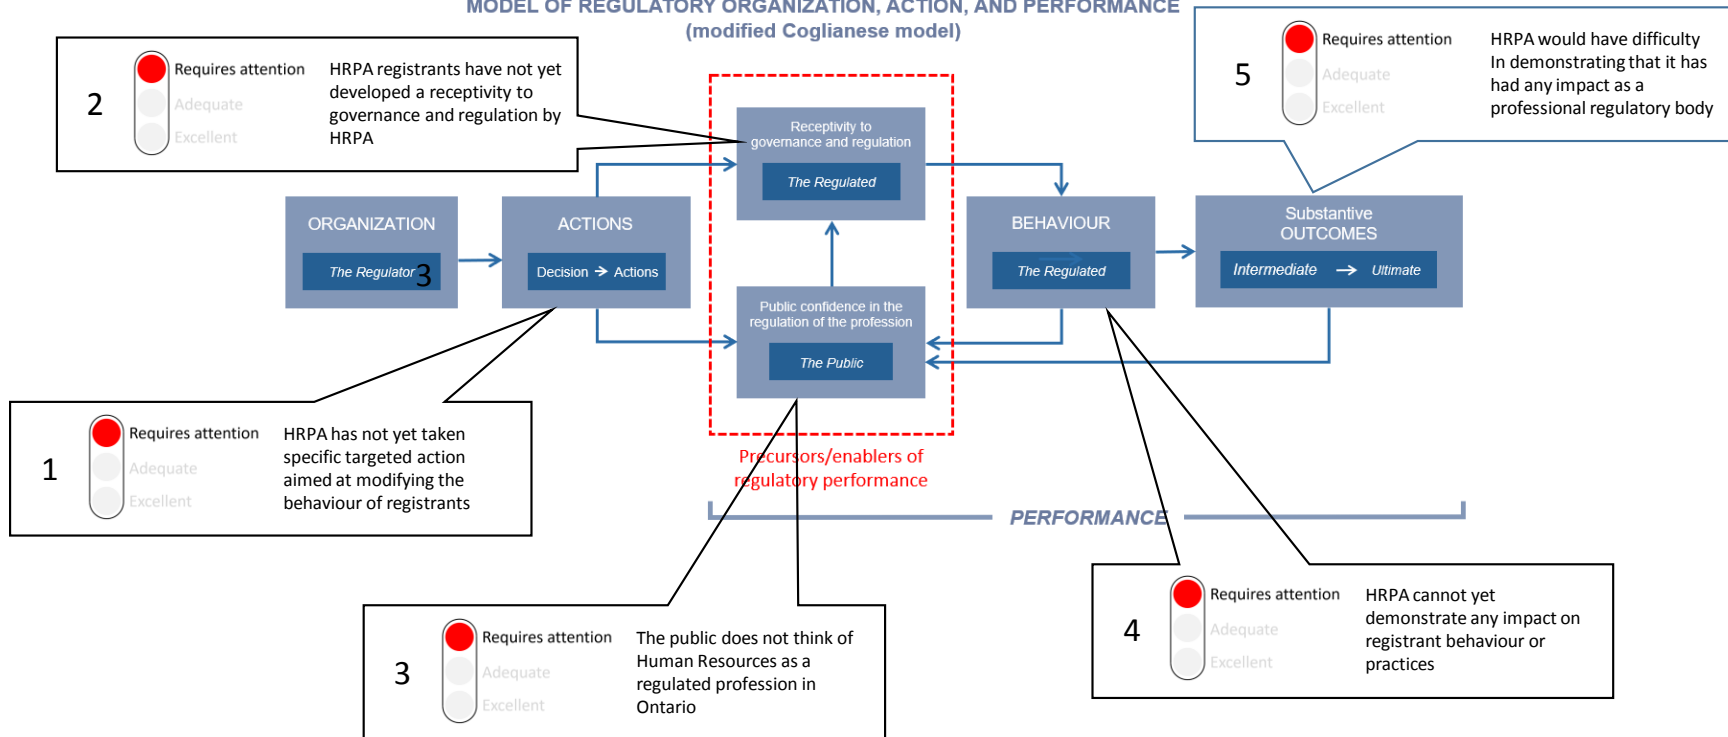 MODEL OF REGULATORY ORGANIZATION, ACTION, AND PERFORMANCE
(modified Coglianese model)
2
Requires attention
Adequate
Excellent
HRPA registrants have not yet
developed a receptivity to
governance and regulation by
HRPA
5
Requires attention
Adequate
Excellent
HRPA would have difficulty
In demonstrating that it has
had any impact as a
professional regulatory body
Receptivity to
governance and regulation
The Regulated
ORGANIZATION
The Regulator
3
ACTIONS
Decision → Actions
BEHAVIOUR
The Regulated
Substantive
OUTCOMES
Intermediate → Ultimate
Public confidence in the
regulation of the profession
The Public
Precursors/enablers of
regulatory performance
PERFORMANCE
1
Requires attention
Adequate
Excellent
HRPA has not yet taken
specific targeted action
aimed at modifying the
behaviour of registrants
3
Requires attention
Adequate
Excellent
The public does not think of
Human Resources as a
regulated profession in
Ontario
4
Requires attention
Adequate
Excellent
HRPA cannot yet
demonstrate any impact on
registrant behaviour or
practices